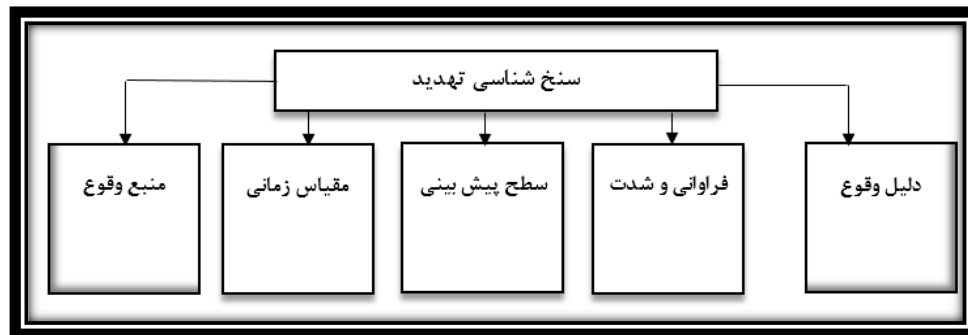 سنخ شناسی تهدید
دلیل وقوع
فراوانی و شدت
سطح پیش بینی
مقیاس زمانی
منبع وقوع